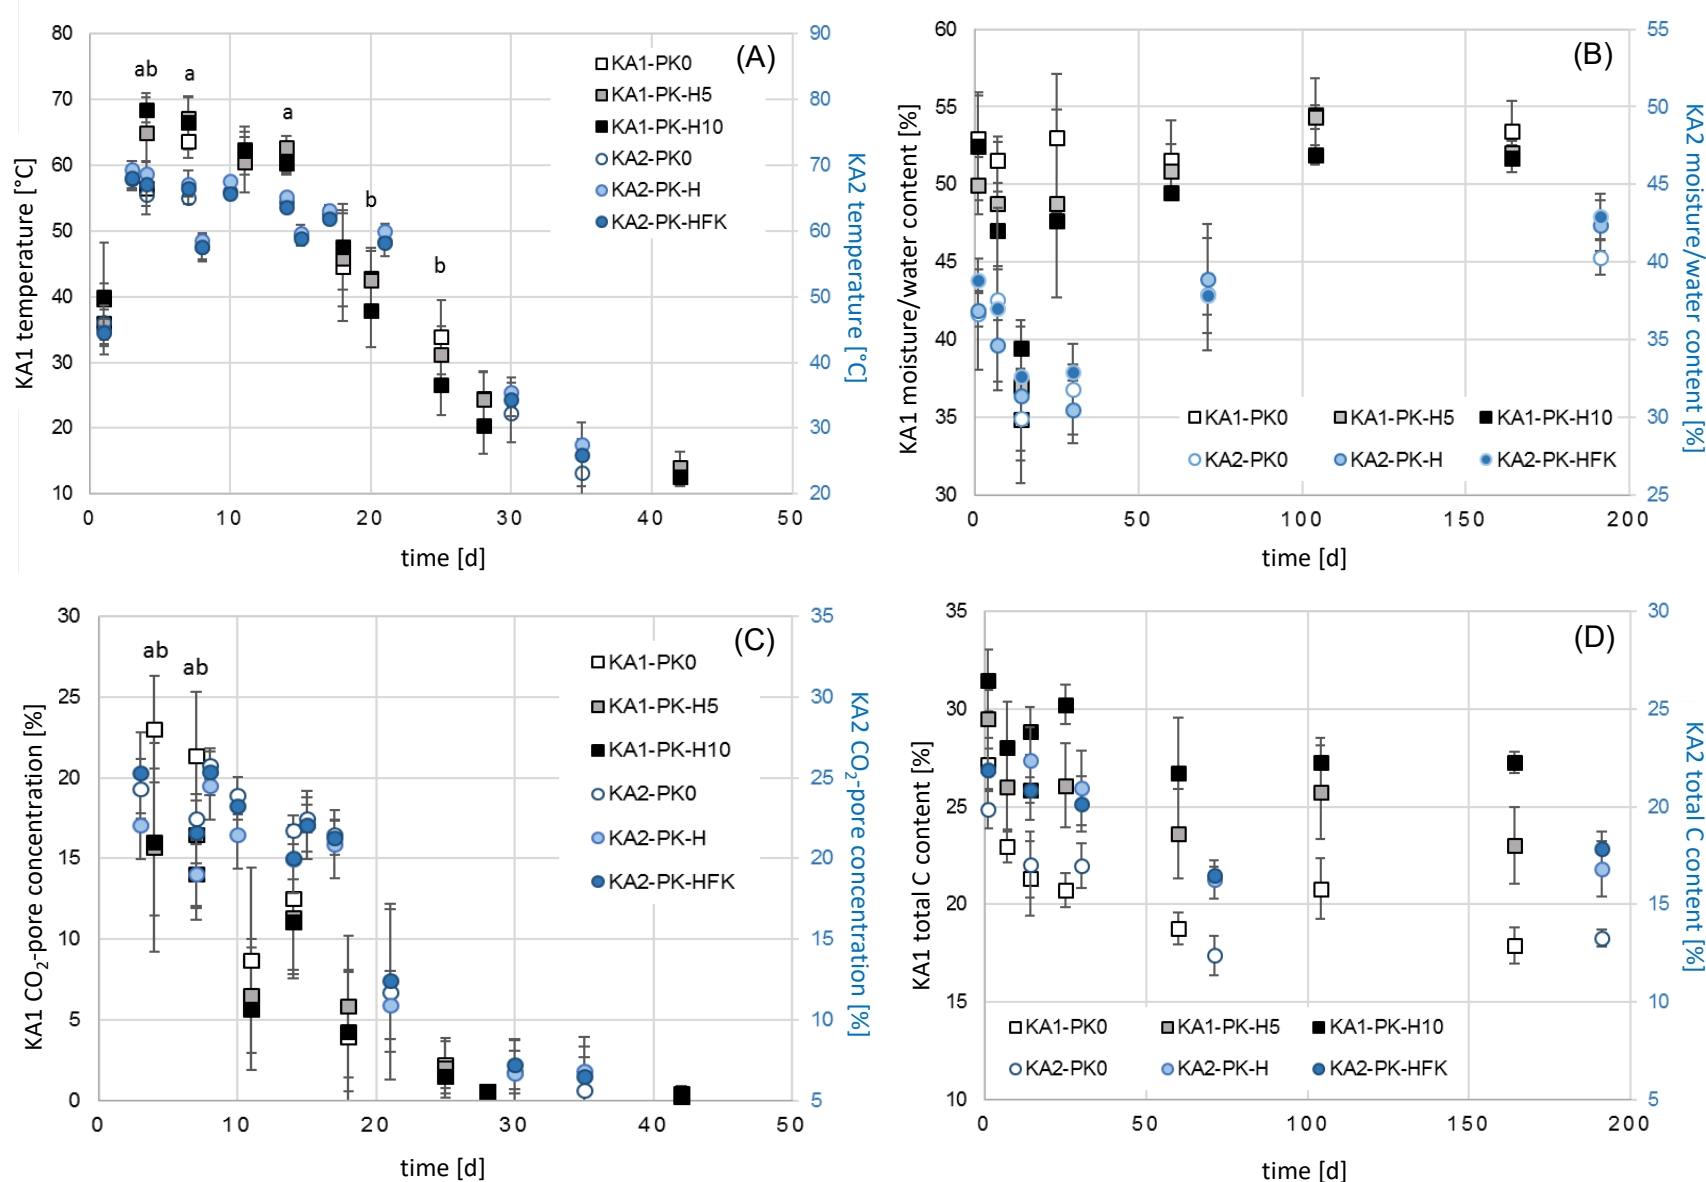 (A)
KA1 temperature [°C]
80
70
60
50
40
30
20
10
ab
a
a
b
b
KA1-PK0
KA1-PK-H5
KA1-PK-H10
KA2-PK0
KA2-PK-H
KA2-PK-HFK
90
80
70
60
50
40
30
20
KA2 temperature [°C]
0 10 20 30 40 50
time [d]
(B)
KA1 moisture/water content [%]
60
55
50
45
40
35
30
KA1-PK0 KA1-PK-H5 KA1-PK-H10
KA2-PK0 KA2-PK-H KA2-PK-HFK
55
50
45
40
35
30
25
KA2 moisture/water content [%]
0 50 100 150 200
time [d]
(C)
KA1 CO₂-pore concentration [%]
30
25
20
15
10
5
0
ab
ab
KA1-PK0
KA1-PK-H5
KA1-PK-H10
KA2-PK0
KA2-PK-H
KA2-PK-HFK
35
30
25
20
15
10
5
KA2 CO₂-pore concentration [%]
0 10 20 30 40 50
time [d]
(D)
KA1 total C content [%]
35
30
25
20
15
10
KA1-PK0 KA1-PK-H5 KA1-PK-H10
KA2-PK0 KA2-PK-H KA2-PK-HFK
30
25
20
15
10
5
KA2 total C content [%]
0 50 100 150 200
time [d]